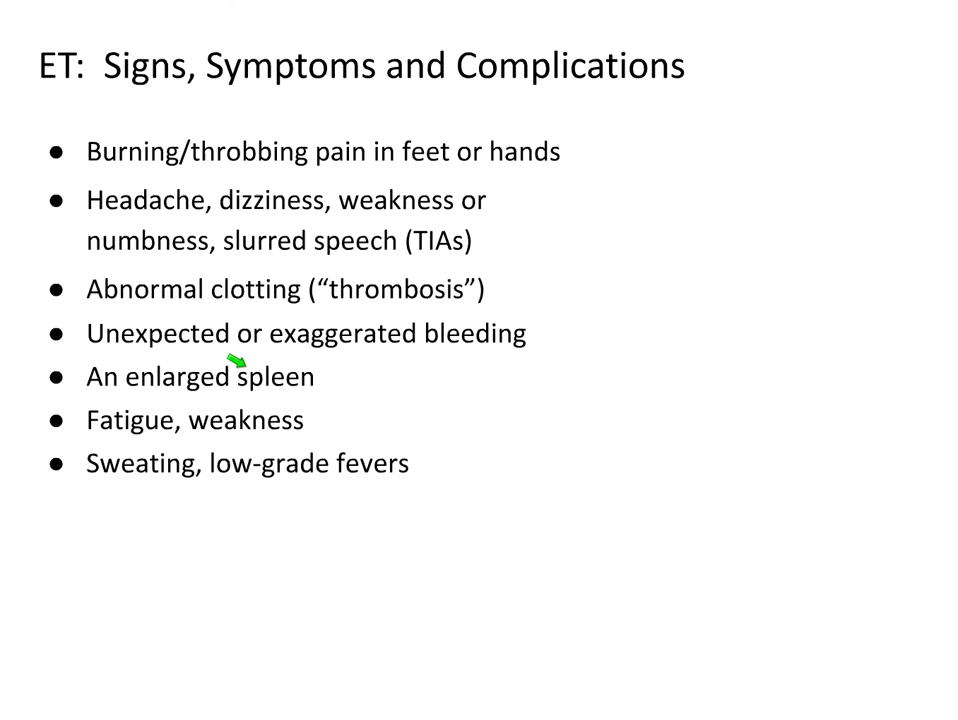 ET:  Signs, Symptoms and Complications
● Burning/throbbing pain in feet or hands
● Headache, dizziness, weakness or
numbness, slurred speech (TIAs)
● Abnormal clotting (“thrombosis”)
● Unexpected or exaggerated bleeding
● An enlarged spleen
● Fatigue, weakness
● Sweating, low-grade fevers